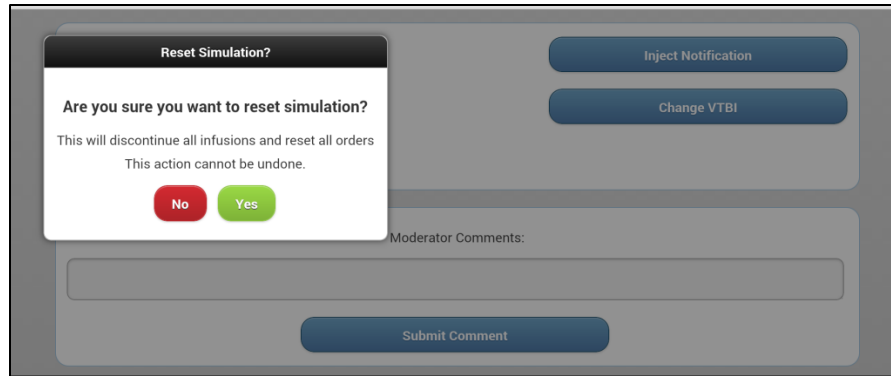 Reset Simulation?
Are you sure you want to reset simulation?
This will discontinue all infusions and reset all orders
This action cannot be undone.
No
Yes
Inject Notification
Change VTBI
Moderator Comments:
Submit Comment